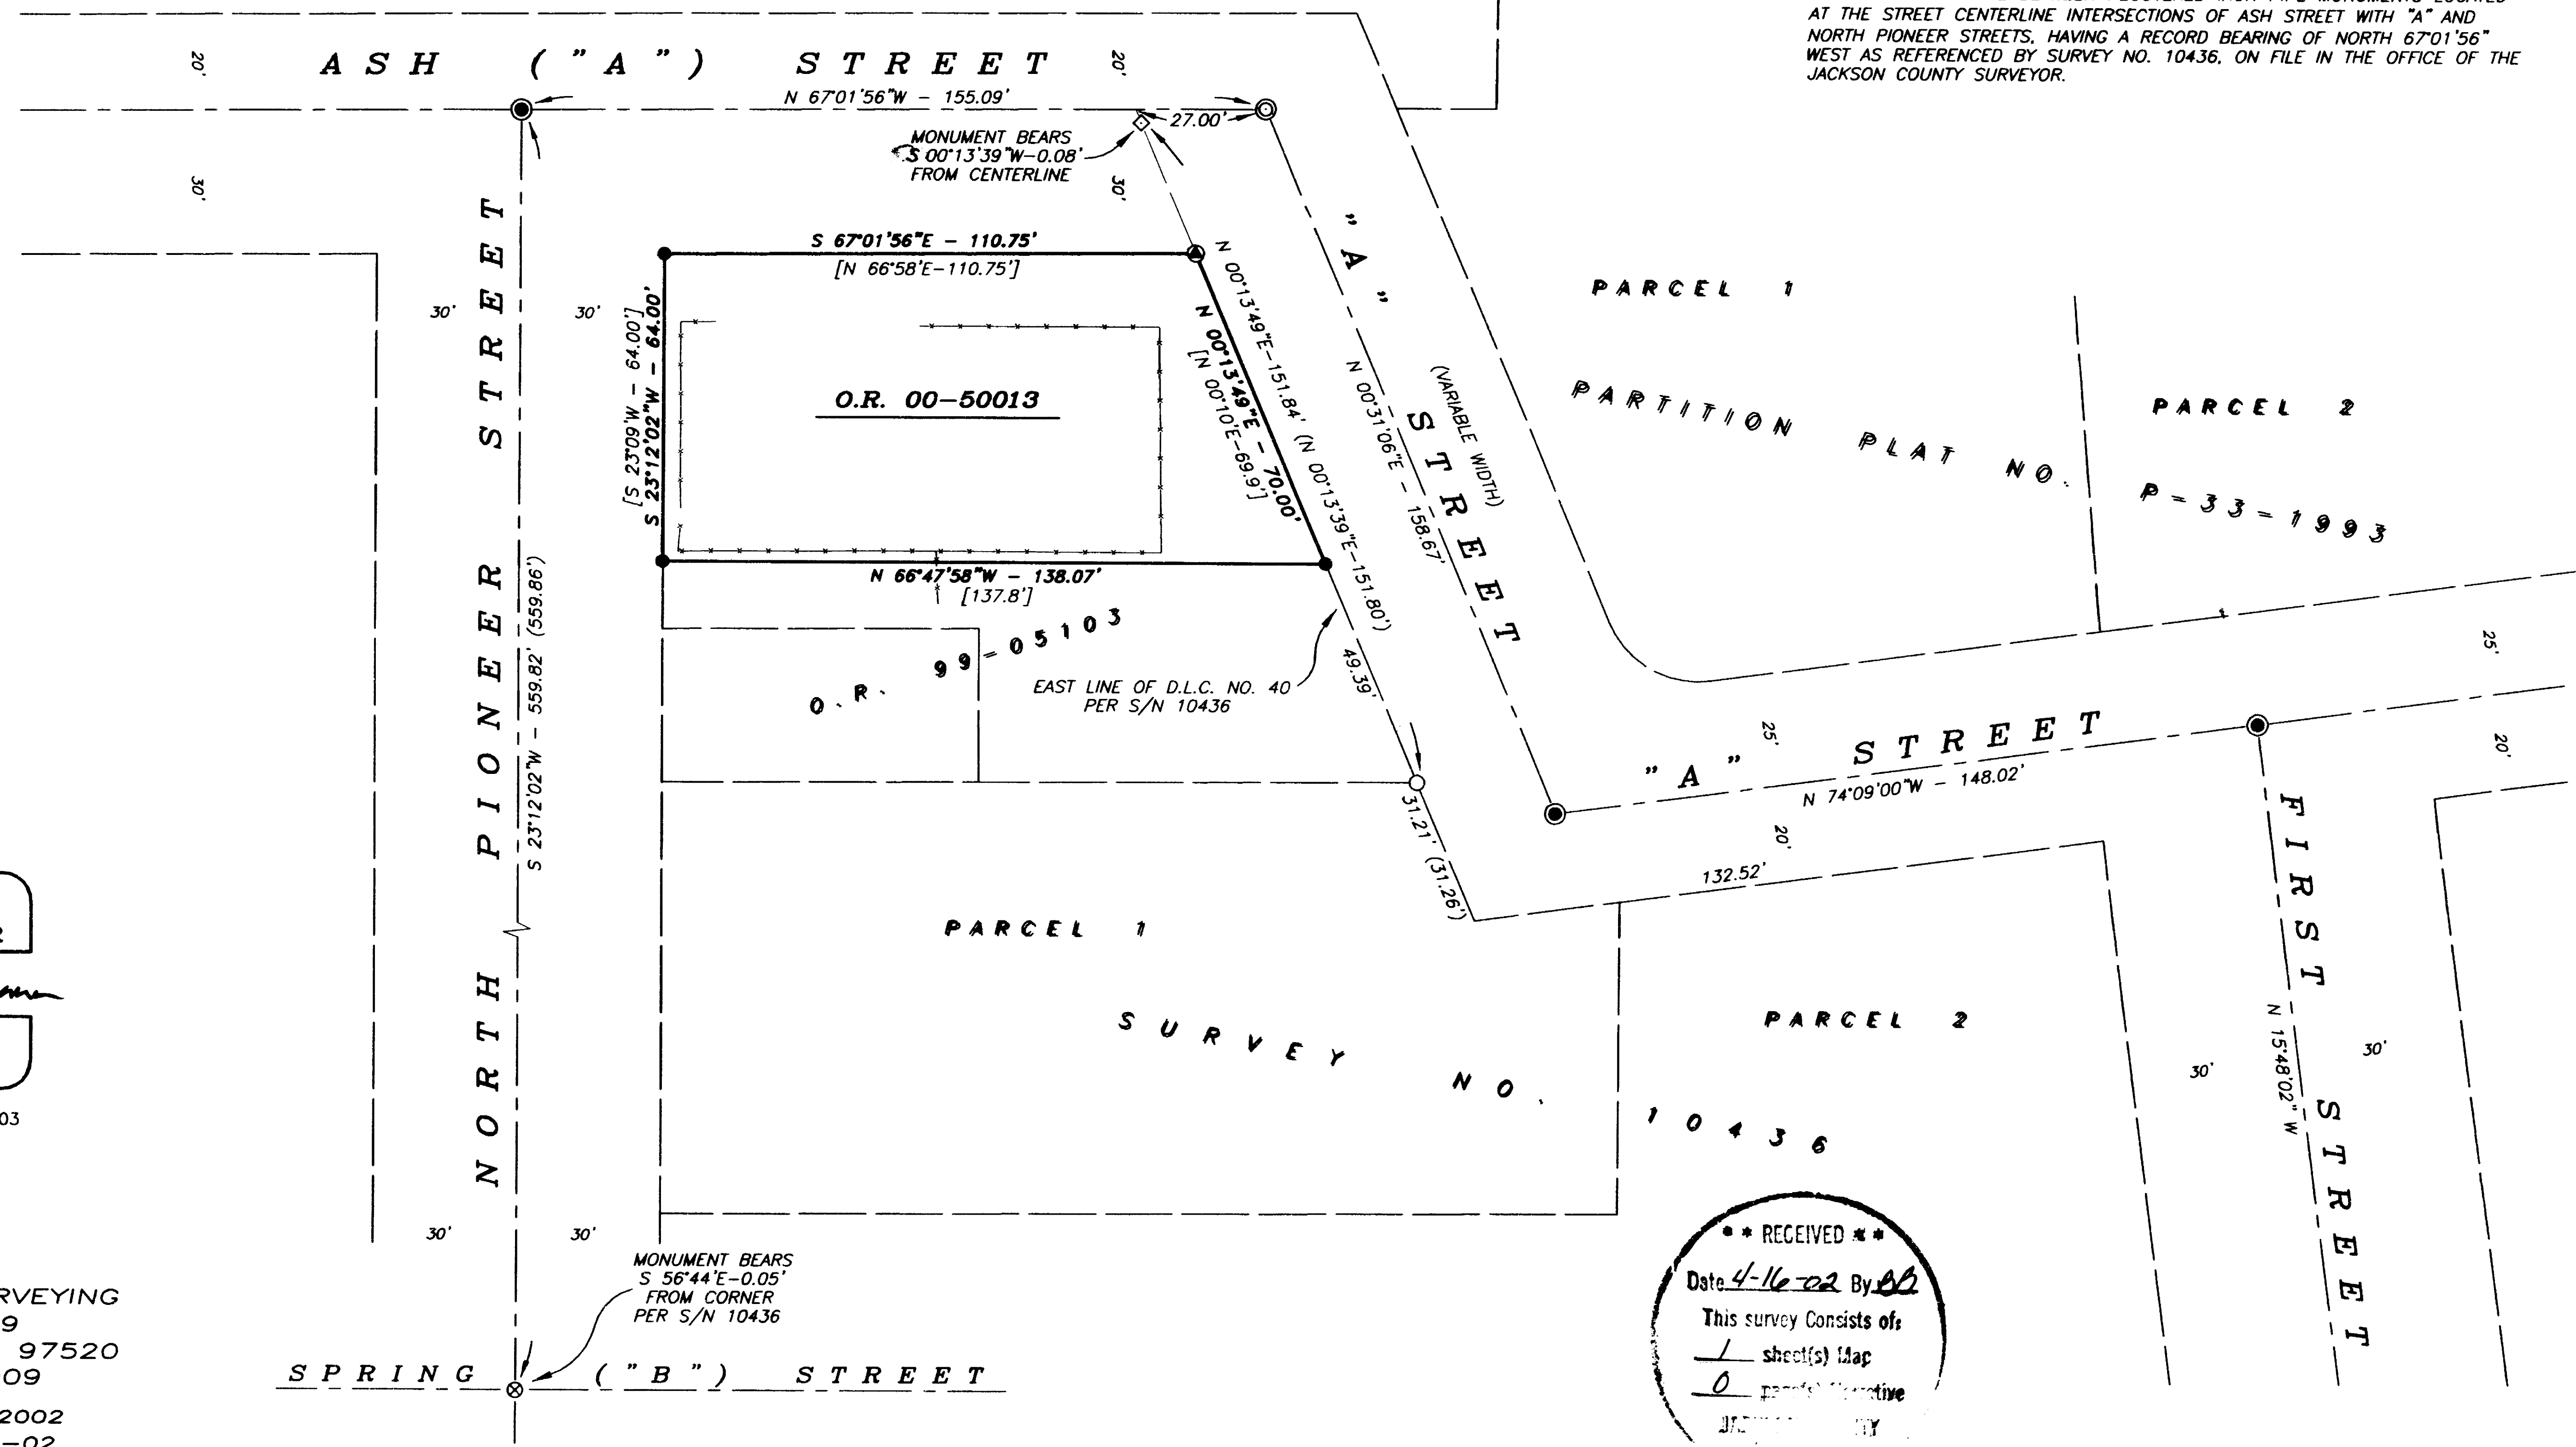 AT THE STREET CENTERLINE INTERSECTIONS OF ASH STREET WITH "A" AND
NORTH PIONEER STREETS, HAVING A RECORD BEARING OF NORTH 67°01'56"
WEST AS REFERENCED BY SURVEY NO. 10436, ON FILE IN THE OFFICE OF THE
JACKSON COUNTY SURVEYOR.
20'
ASH ("A") STREET
20'
N 67°01'56"W - 155.09'
27.00'
MONUMENT BEARS
S 00°13'39"W-0.08'
FROM CENTERLINE
30'
30'
S 67°01'56"E - 110.75'
[N 66°58'E-110.75']
30'
30'
[S 23°09'W - 64.00']
S 23°12'02"W - 64.00'
O.R. 00-50013
N 00°13'49"E - 70.00'
[N 00°10'E-69.9']
N 00°13'49"E-151.84' (N 00°13'39"E-151.80')
"A" STREET
N 00°31'06"E - 158.67'
(VARIABLE WIDTH)
PARCEL 1
PARCEL 2
PARTITION PLAT NO. P-33-1993
N 66°47'58"W - 138.07'
[137.8']
O.R. 99-05103
EAST LINE OF D.L.C. NO. 40
PER S/N 10436
49.39'
NORTH PIONEER STREET
S 23°12'02"W - 559.82' (559.86')
31.21' (31.26')
25'
25'
20'
"A" STREET
N 74°09'00"W - 148.02'
20'
132.52'
FIRST STREET
N 15°48'02" W
30'
30'
PARCEL 1
PARCEL 2
SURVEY NO. 10436
03
30'
30'
MONUMENT BEARS
S 56°44'E-0.05'
FROM CORNER
PER S/N 10436
SPRING ("B") STREET
RVEYING
9
97520
09
2002
-02
* * RECEIVED * *
Date 4-16-02 By BB
This survey Consists of:
1 sheet(s) Map
0